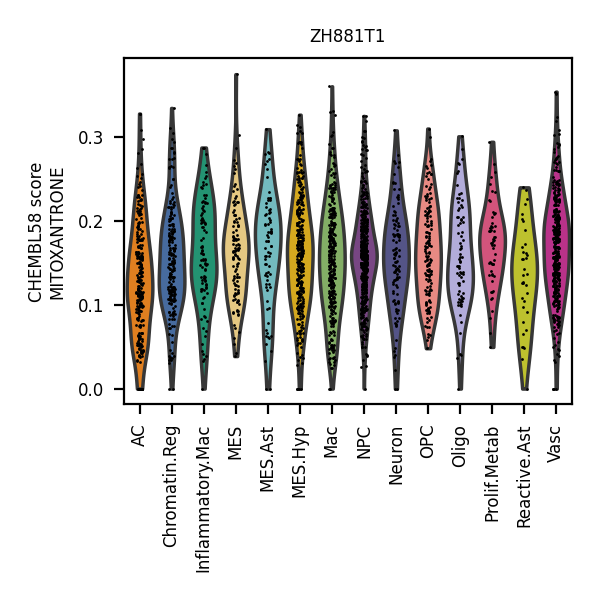 ZH881T1
CHEMBL58 score
MITOXANTRONE
0.3
0.2
0.1
0.0
AC
Chromatin.Reg
Inflammatory.Mac
MES
MES.Ast
MES.Hyp
Mac
NPC
Neuron
OPC
Oligo
Prolif.Metab
Reactive.Ast
Vasc